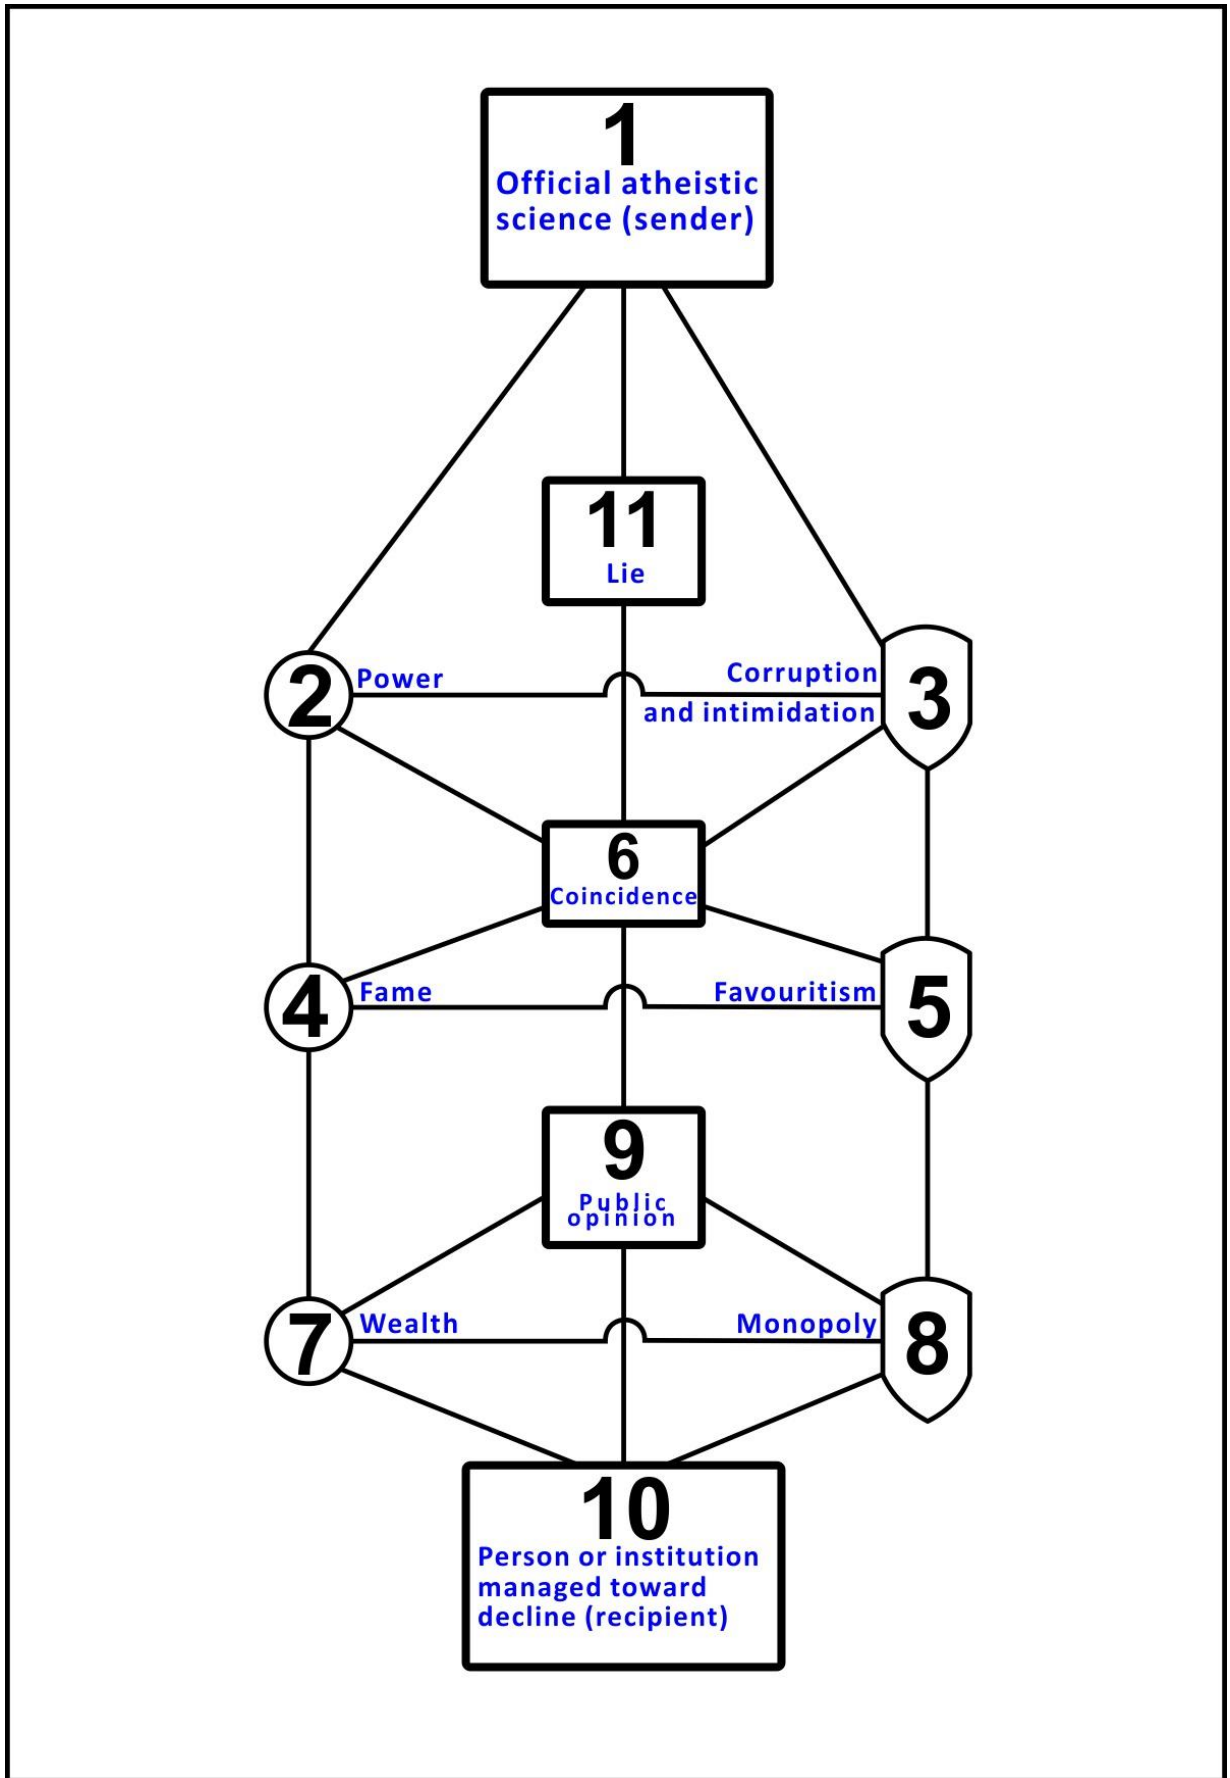 1
Official atheistic
science (sender)
11
Lie
2
Power
Corruption
and intimidation
3
6
Coincidence
4
Fame
Favouritism
5
9
Public
opinion
7
Wealth
Monopoly
8
10
Person or institution
managed toward
decline (recipient)